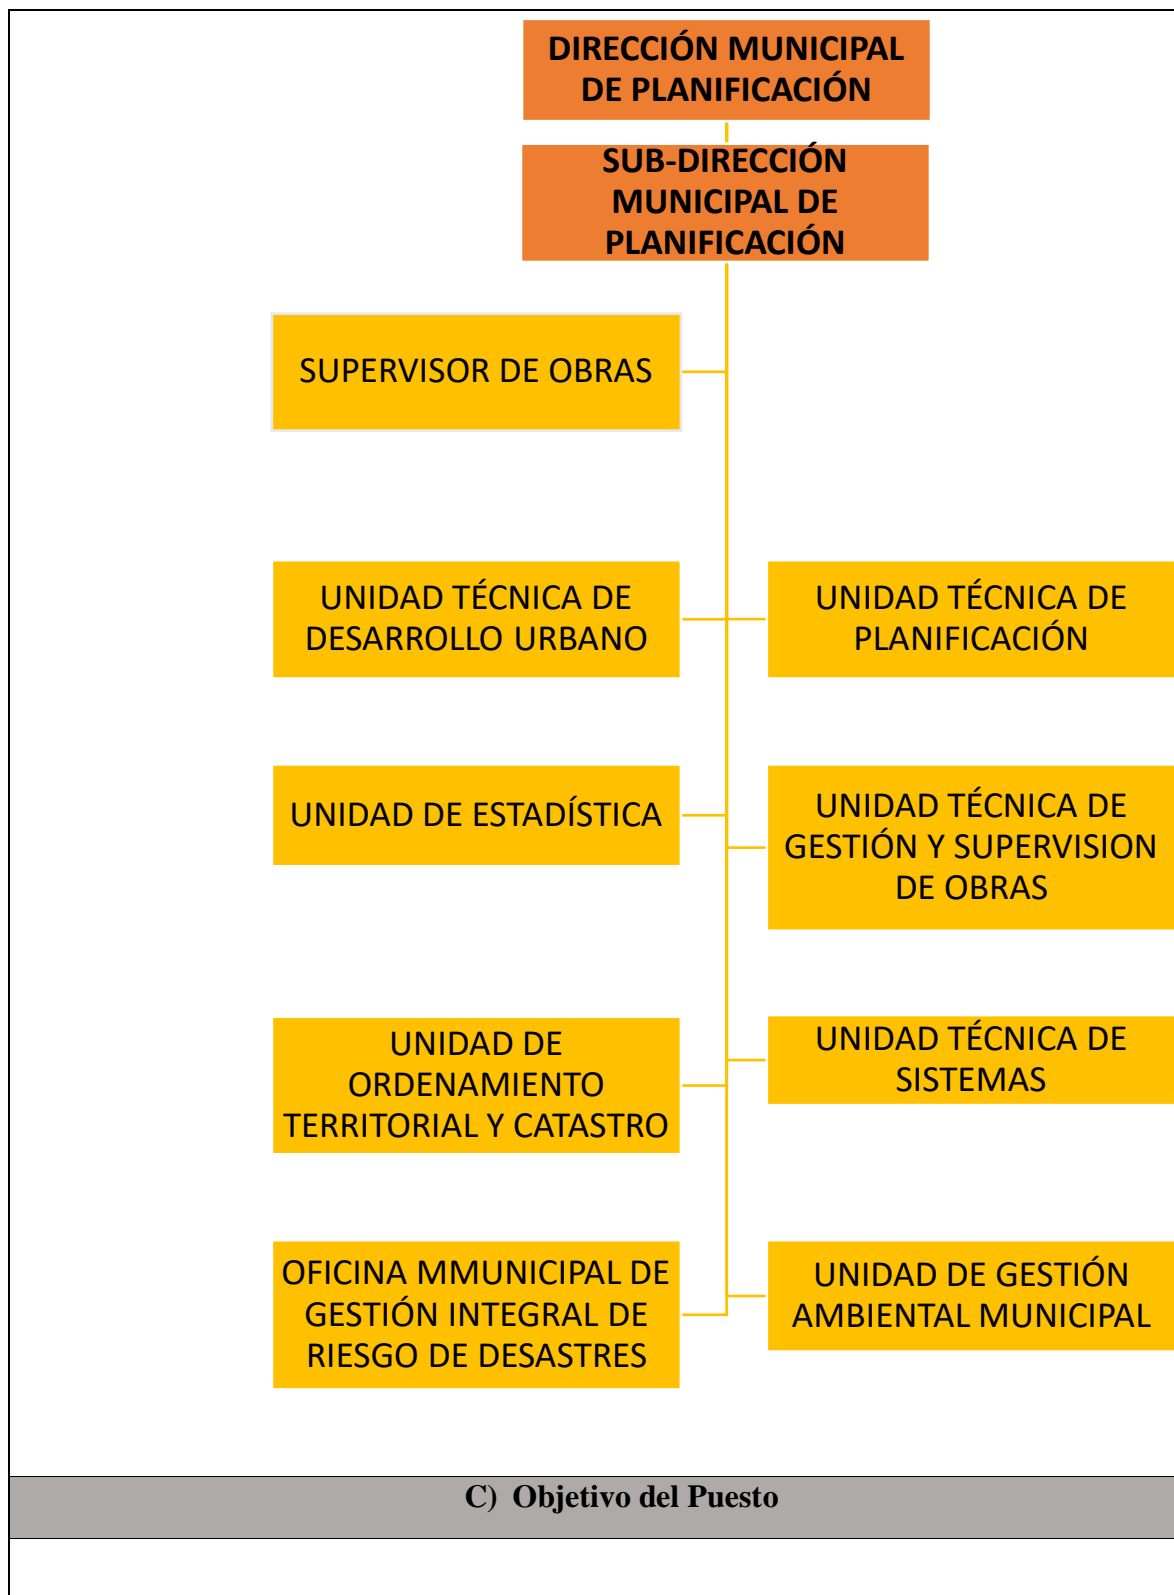 DIRECCIÓN MUNICIPAL
DE PLANIFICACIÓN
SUB-DIRECCIÓN
MUNICIPAL DE
PLANIFICACIÓN
SUPERVISOR DE OBRAS
UNIDAD TÉCNICA DE
DESARROLLO URBANO
UNIDAD TÉCNICA DE
PLANIFICACIÓN
UNIDAD DE ESTADÍSTICA
UNIDAD TÉCNICA DE
GESTIÓN Y SUPERVISION
DE OBRAS
UNIDAD DE
ORDENAMIENTO
TERRITORIAL Y CATASTRO
UNIDAD TÉCNICA DE
SISTEMAS
OFICINA MMUNICIPAL DE
GESTIÓN INTEGRAL DE
RIESGO DE DESASTRES
UNIDAD DE GESTIÓN
AMBIENTAL MUNICIPAL
C) Objetivo del Puesto